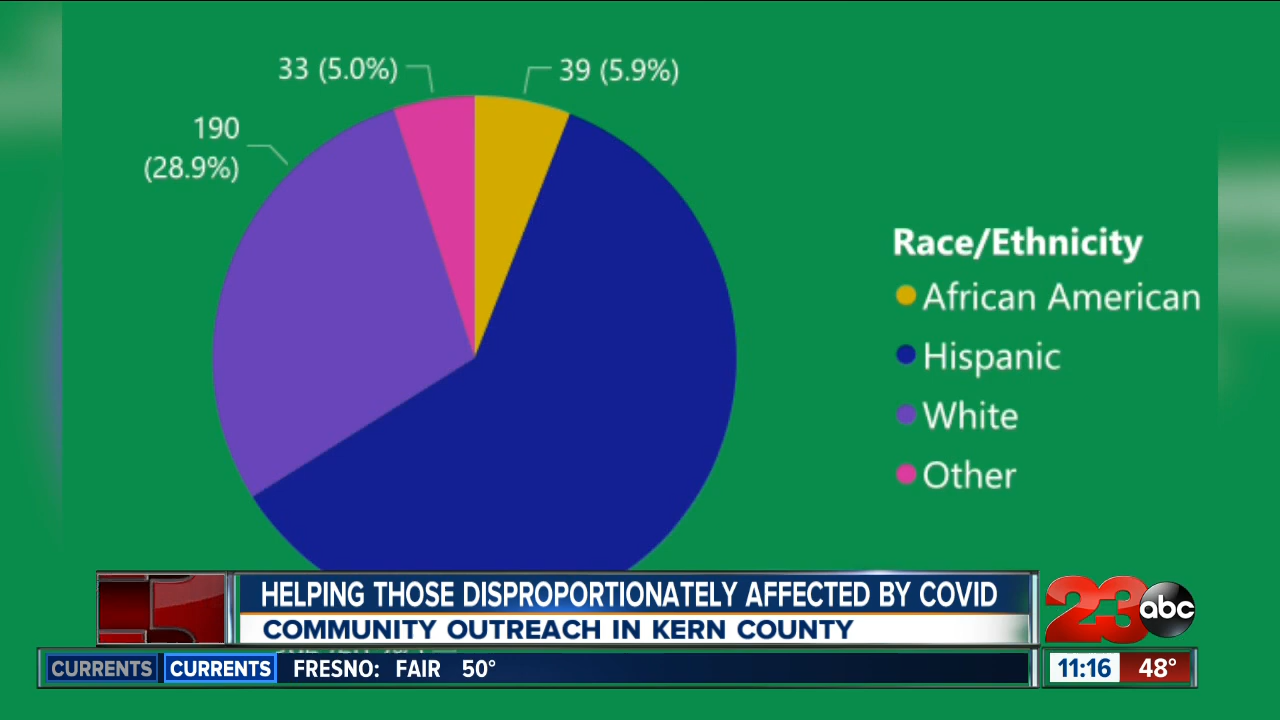 33 (5.0%)
39 (5.9%)
190
(28.9%)
Race/Ethnicity
African American
Hispanic
White
Other
HELPING THOSE DISPROPORTIONATELY AFFECTED BY COVID
COMMUNITY OUTREACH IN KERN COUNTY
23 abc
CURRENTS CURRENTS FRESNO: FAIR 50°
11:16 48°